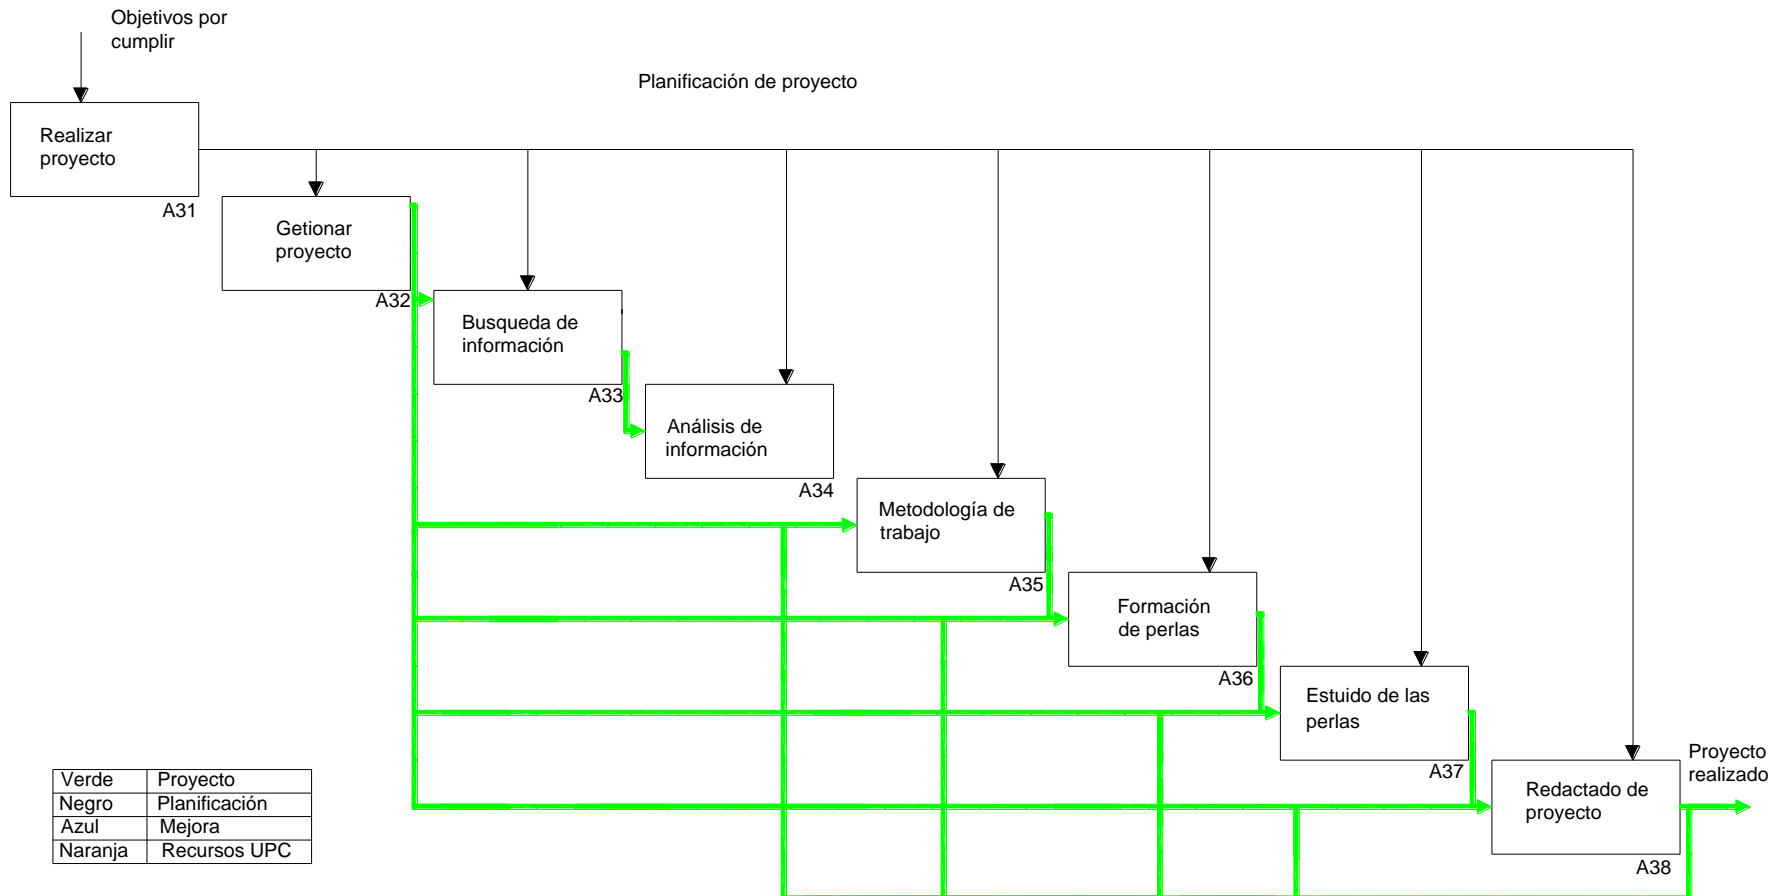 Objetivos por
cumplir
Planificación de proyecto
Realizar
proyecto
A31
Getionar
proyecto
A32
Busqueda de
información
A33
Análisis de
información
A34
Metodología de
trabajo
A35
Formación
de perlas
A36
Estuido de las
perlas
A37
Proyecto
realizado
Redactado de
proyecto
A38
Verde Proyecto
Negro Planificación
Azul Mejora
Naranja Recursos UPC